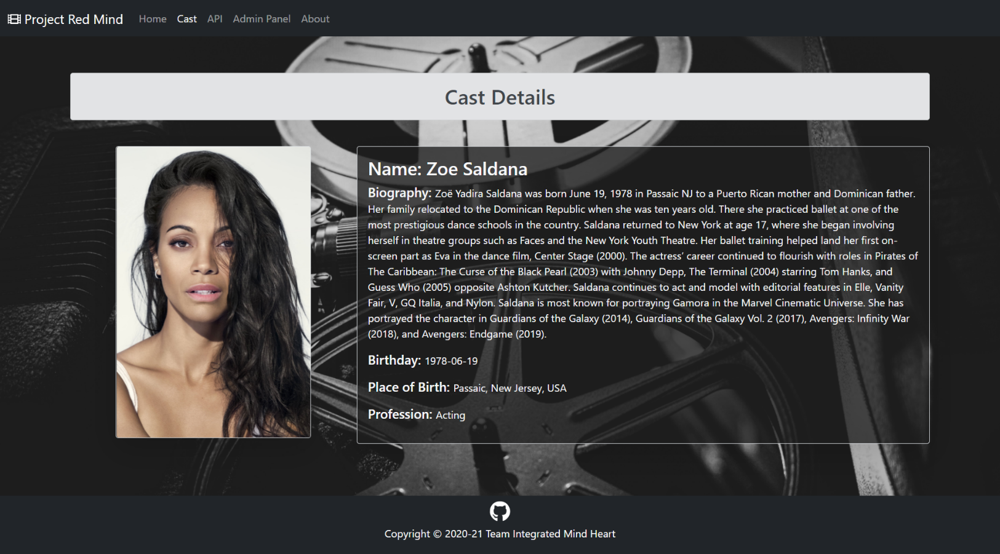 Project Red Mind Home Cast API Admin Panel About
Cast Details
Name: Zoe Saldana
Biography: Zoë Yadira Saldana was born June 19, 1978 in Passaic NJ to a Puerto Rican mother and Dominican father.
Her family relocated to the Dominican Republic when she was ten years old. There she practiced ballet at one of the
most prestigious dance schools in the country. Saldana returned to New York at age 17, where she began involving
herself in theatre groups such as Faces and the New York Youth Theatre. Her ballet training helped land her first on-
screen part as Eva in the dance film, Center Stage (2000). The actress’ career continued to flourish with roles in Pirates of
The Caribbean: The Curse of the Black Pearl (2003) with Johnny Depp, The Terminal (2004) starring Tom Hanks, and
Guess Who (2005) opposite Ashton Kutcher. Saldana continues to act and model with editorial features in Elle, Vanity
Fair, V, GQ Italia, and Nylon. Saldana is most known for portraying Gamora in the Marvel Cinematic Universe. She has
portrayed the character in Guardians of the Galaxy (2014), Guardians of the Galaxy Vol. 2 (2017), Avengers: Infinity War
(2018), and Avengers: Endgame (2019).
Birthday: 1978-06-19
Place of Birth: Passaic, New Jersey, USA
Profession: Acting
Copyright © 2020-21 Team Integrated Mind Heart